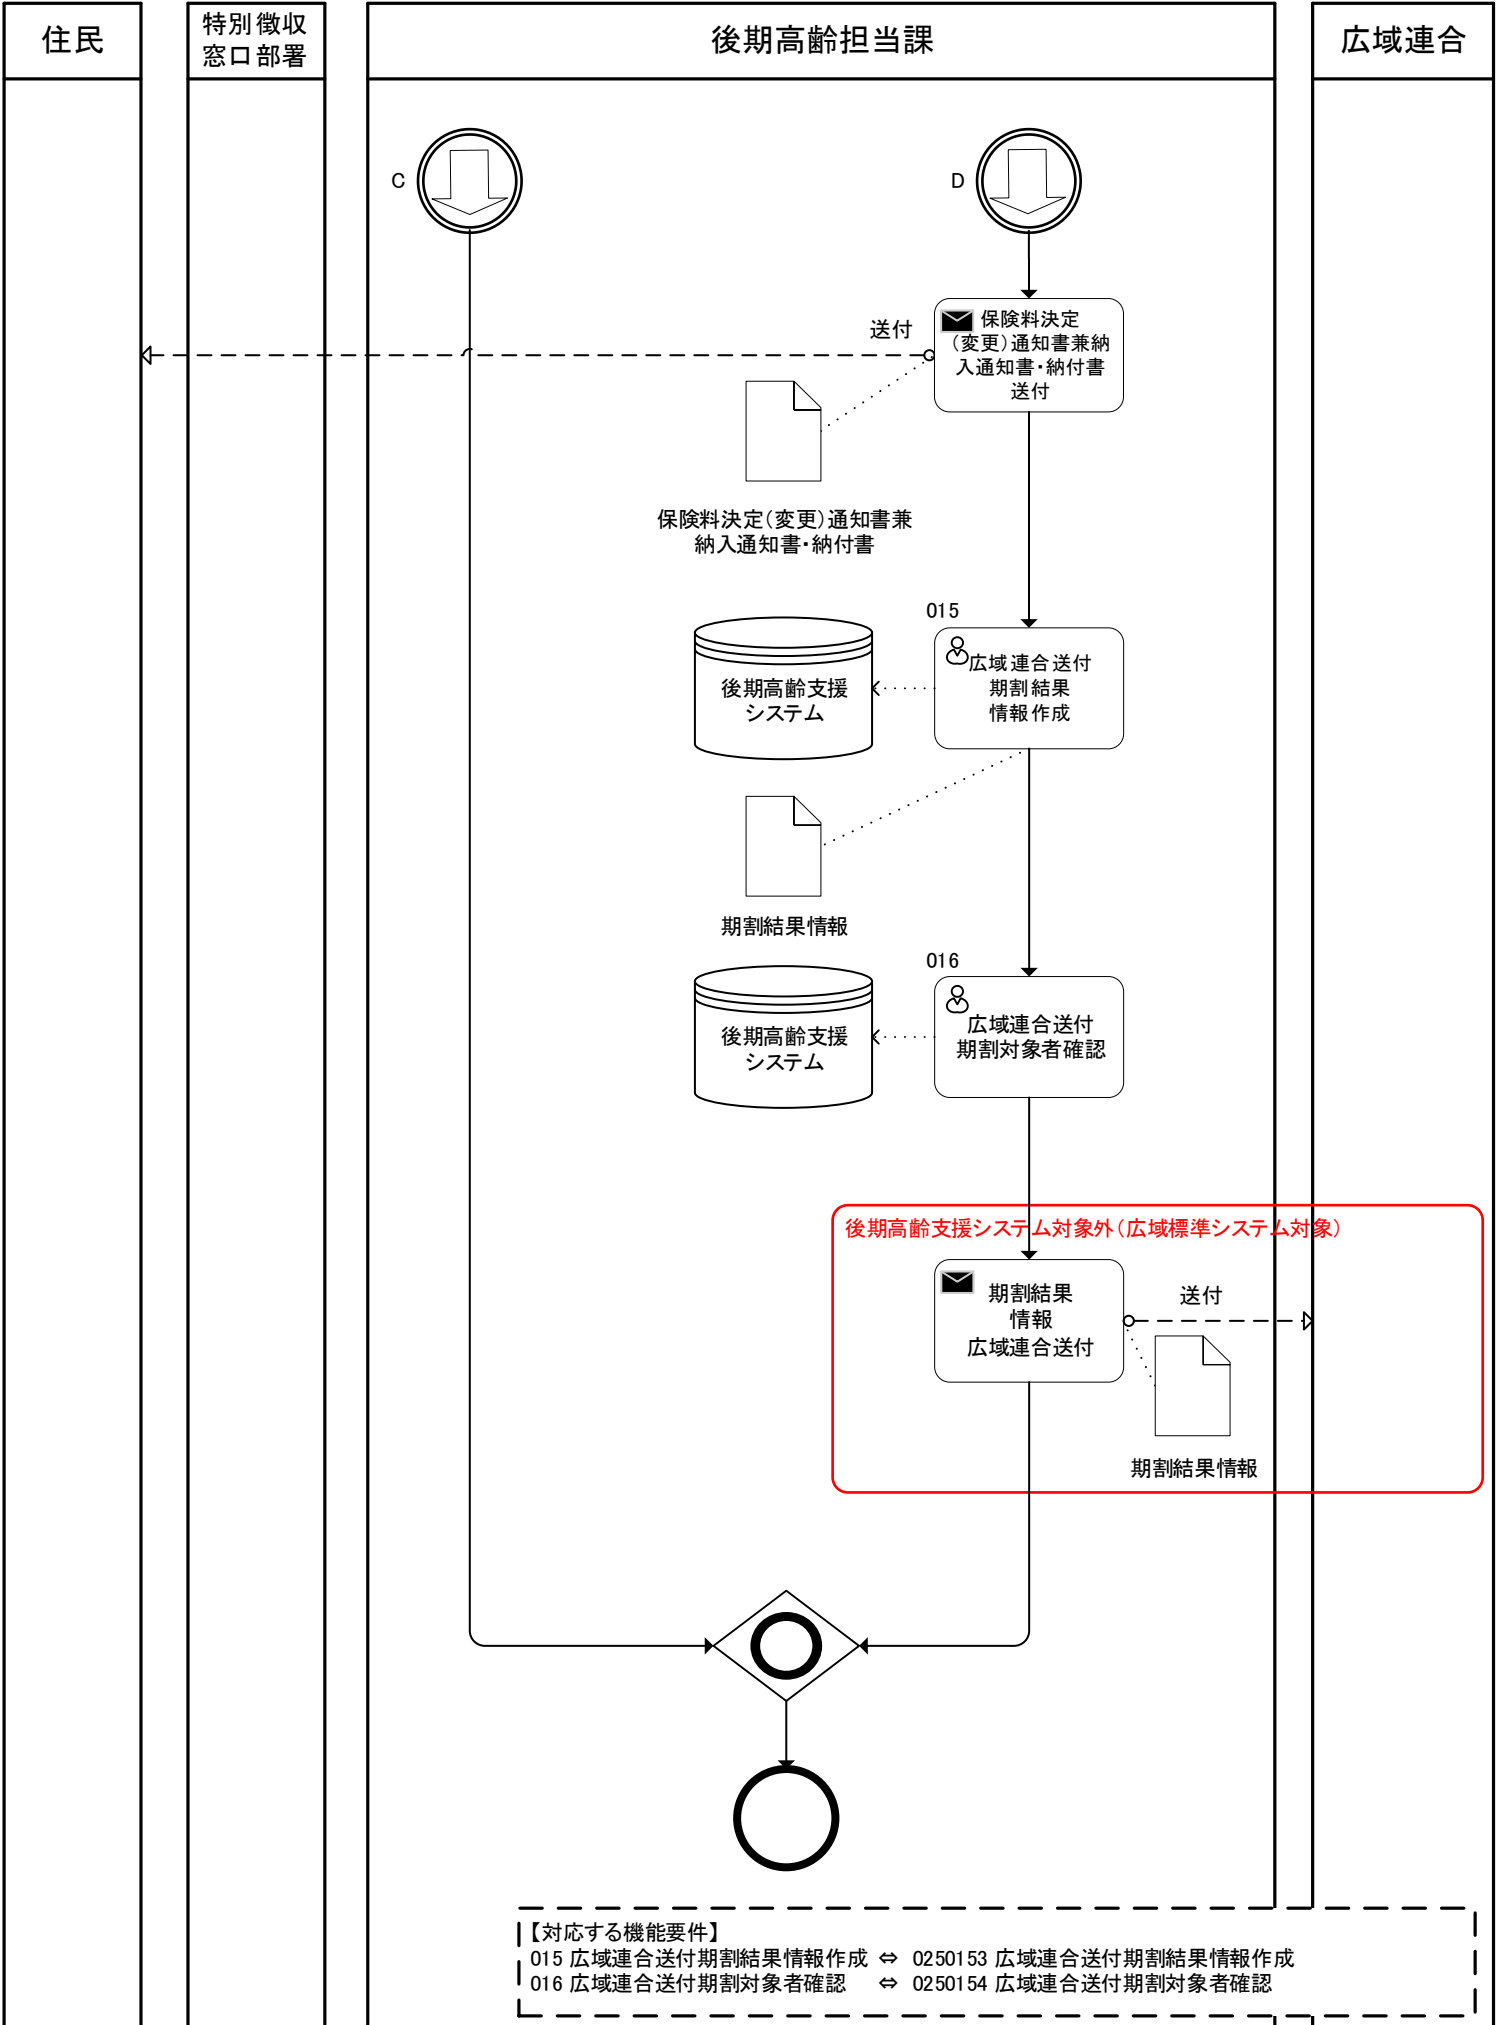 住民
特別徴収
窓口部署
後期高齢担当課
広域連合
C
D
送付
保険料決定
（変更）通知書兼納
入通知書・納付書
送付
保険料決定（変更）通知書兼
納入通知書・納付書
015
広域連合送付
期割結果
情報作成
後期高齢支援
システム
期割結果情報
016
広域連合送付
期割対象者確認
後期高齢支援
システム
後期高齢支援システム対象外（広域標準システム対象）
期割結果
情報
広域連合送付
送付
期割結果情報
【対応する機能要件】
015 広域連合送付期割結果情報作成 ⇔ 0250153 広域連合送付期割結果情報作成
016 広域連合送付期割対象者確認 ⇔ 0250154 広域連合送付期割対象者確認